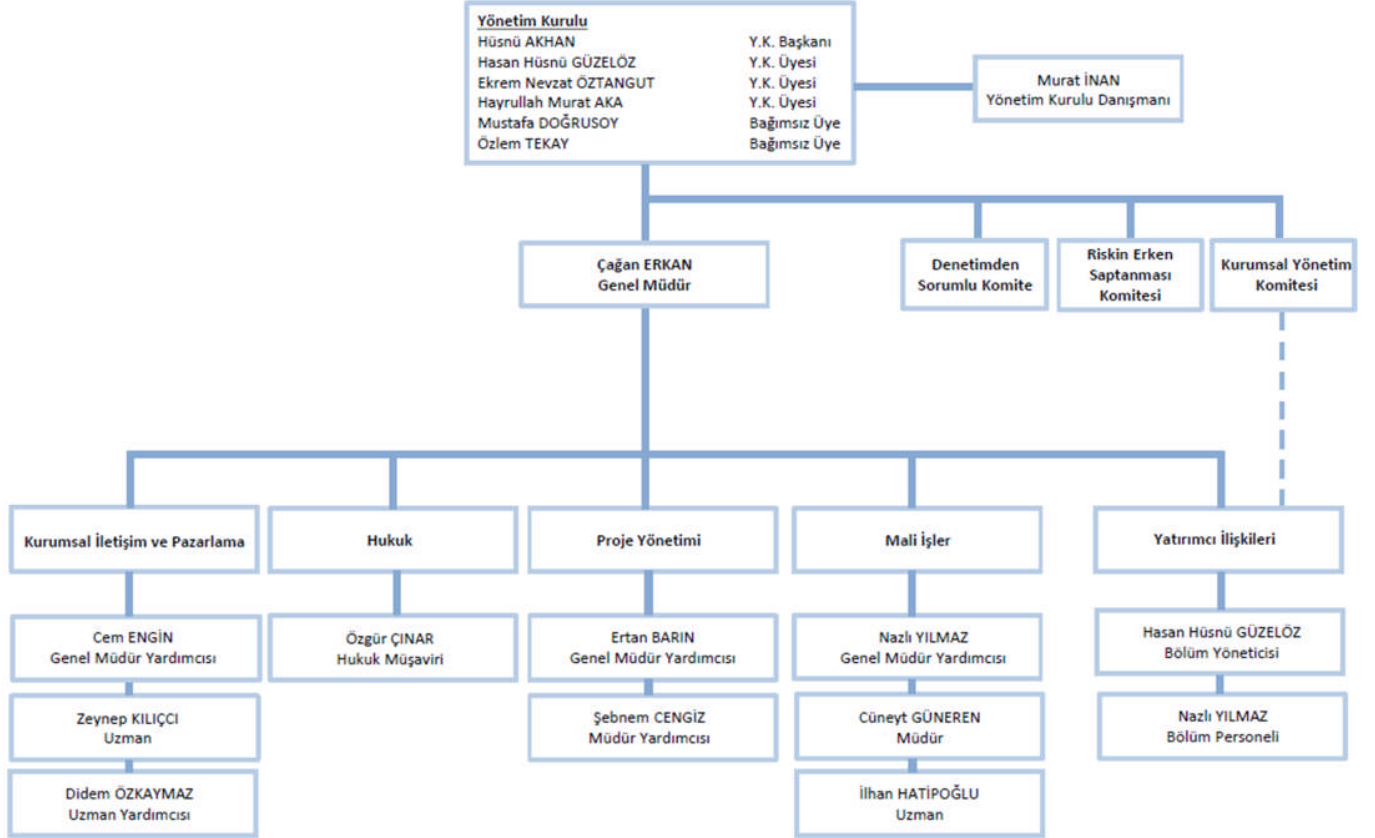 Yönetim Kurulu
Hüsnü AKHAN Y.K. Başkanı
Hasan Hüsnü GÜZELÖZ Y.K. Üyesi
Ekrem Nevzat ÖZTANGUT Y.K. Üyesi
Hayrullah Murat AKA Y.K. Üyesi
Mustafa DOĞRUSOY Bağımsız Üye
Özlem TEKAY Bağımsız Üye
Murat İNAN
Yönetim Kurulu Danışmanı
Çağan ERKAN
Genel Müdür
Denetimden
Sorumlu Komite
Riskin Erken
Saptanması
Komitesi
Kurumsal Yönetim
Komitesi
Kurumsal İletişim ve Pazarlama
Hukuk
Proje Yönetimi
Mali İşler
Yatırımcı İlişkileri
Cem ENGİN
Genel Müdür Yardımcısı
Özgür ÇINAR
Hukuk Müşaviri
Ertan BARIN
Genel Müdür Yardımcısı
Nazlı YILMAZ
Genel Müdür Yardımcısı
Hasan Hüsnü GÜZELÖZ
Bölüm Yöneticisi
Zeynep KILIÇCI
Uzman
Şebnem CENGİZ
Müdür Yardımcısı
Cüneyt GÜNEREN
Müdür
Nazlı YILMAZ
Bölüm Personeli
Didem ÖZKAYMAZ
Uzman Yardımcısı
İlhan HATİPOĞLU
Uzman